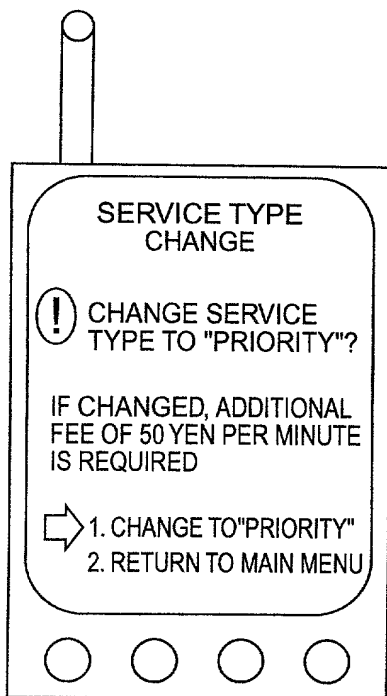 SERVICE TYPE
CHANGE
! CHANGE SERVICE
TYPE TO "PRIORITY"?
IF CHANGED, ADDITIONAL
FEE OF 50 YEN PER MINUTE
IS REQUIRED
1. CHANGE TO"PRIORITY"
2. RETURN TO MAIN MENU